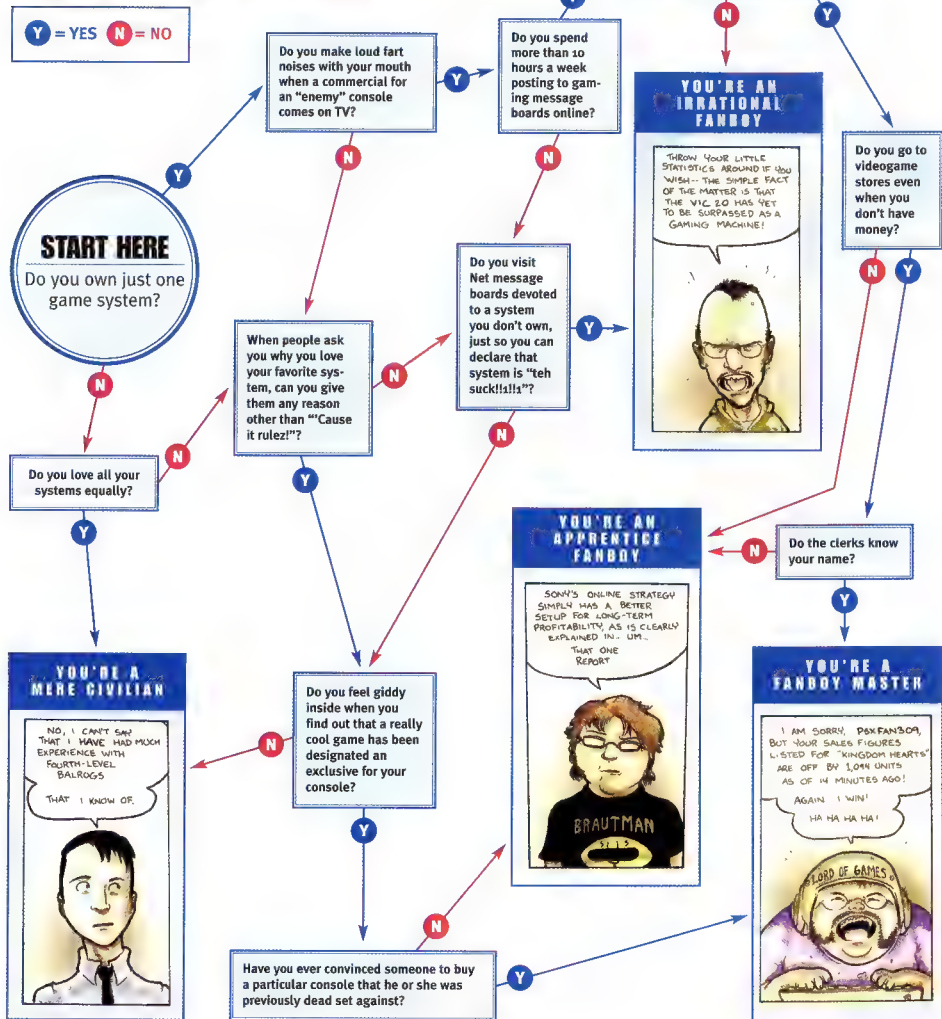 Y = YES N = NO
Do you make loud fart
noises with your mouth
when a commercial for
an "enemy" console
comes on TV?
Y
N
Do you spend
more than 10
hours a week
posting to gam-
ing message
boards online?
Y
N
N
Y
YOU'RE AN
IRRATIONAL
FANBOY
THROW YOUR LITTLE
STATISTICS AROUND IF YOU
WISH-- THE SIMPLE FACT
OF THE MATTER IS THAT
THE VIC 20 HAS YET
TO BE SURPASSED AS A
GAMING MACHINE!
Do you go to
videogame
stores even
when you
don't have
money?
N
Y
Y
START HERE
Do you own just one
game system?
N
When people ask
you why you love
your favorite sys-
tem, can you give
them any reason
other than "'Cause
it rulez!"?
N
Y
Do you visit
Net message
boards devoted
to a system
you don't own,
just so you can
declare that
system is "teh
suck!!1!!1"?
Y
N
Do you love all your
systems equally?
N
Y
YOU'RE AN
APPRENTICE
FANBOY
SONY'S ONLINE STRATEGY
SIMPLY HAS A BETTER
SETUP FOR LONG-TERM
PROFITABILITY, AS IS CLEARLY
EXPLAINED IN.. UM..
THAT ONE
REPORT
BRAUTMAN
Do the clerks know
your name?
N
Y
YOU'RE A
MERE CIVILIAN
NO, I CAN'T SAY
THAT I HAVE HAD MUCH
EXPERIENCE WITH
FOURTH-LEVEL
BALROGS
THAT I KNOW OF.
Do you feel giddy
inside when you
find out that a really
cool game has been
designated an
exclusive for your
console?
N
Y
YOU'RE A
FANBOY MASTER
I AM SORRY, PSXFAN309,
BUT YOUR SALES FIGURES
LISTED FOR "KINGDOM HEARTS"
ARE OFF BY 1,094 UNITS
AS OF 14 MINUTES AGO!
AGAIN I WIN!
HA HA HA HA!
LORD OF GAMES
Have you ever convinced someone to buy
a particular console that he or she was
previously dead set against?
N
Y